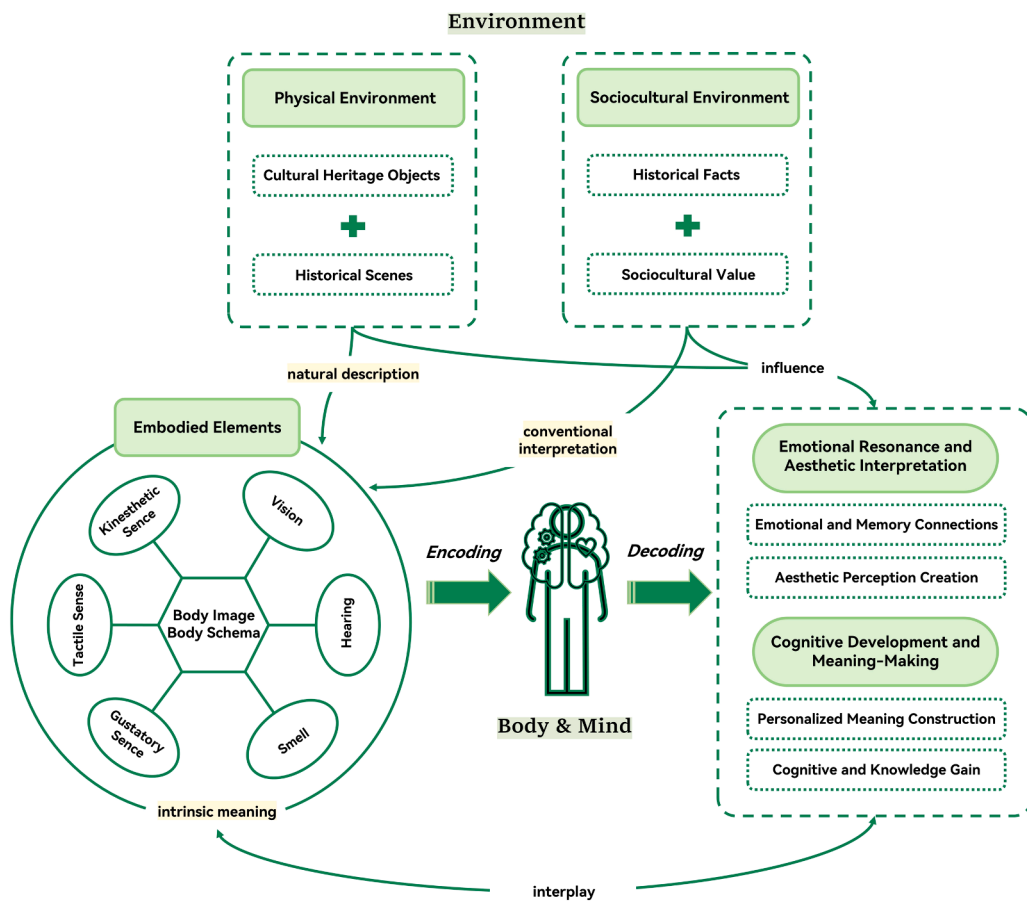 Environment
Physical Environment
Cultural Heritage Objects
Historical Scenes
Sociocultural Environment
Historical Facts
Sociocultural Value
natural description
influence
conventional
interpretation
Embodied Elements
Kinesthetic
Sence
Vision
Tactile Sense
Body Image
Body Schema
Hearing
Gustatory
Sence
Smell
intrinsic meaning
Encoding
Decoding
Body & Mind
Emotional Resonance and
Aesthetic Interpretation
Emotional and Memory Connections
Aesthetic Perception Creation
Cognitive Development and
Meaning-Making
Personalized Meaning Construction
Cognitive and Knowledge Gain
interplay